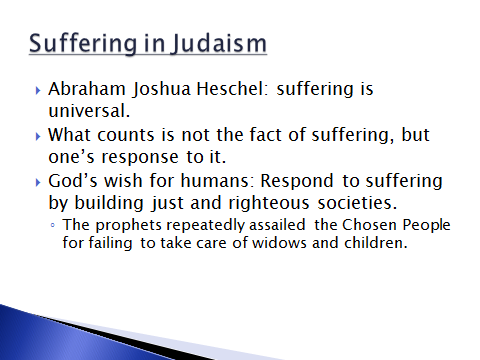 Suffering in Judaism
Abraham Joshua Heschel: suffering is
universal.
What counts is not the fact of suffering, but
one’s response to it.
God’s wish for humans: Respond to suffering
by building just and righteous societies.
The prophets repeatedly assailed the Chosen People
for failing to take care of widows and children.